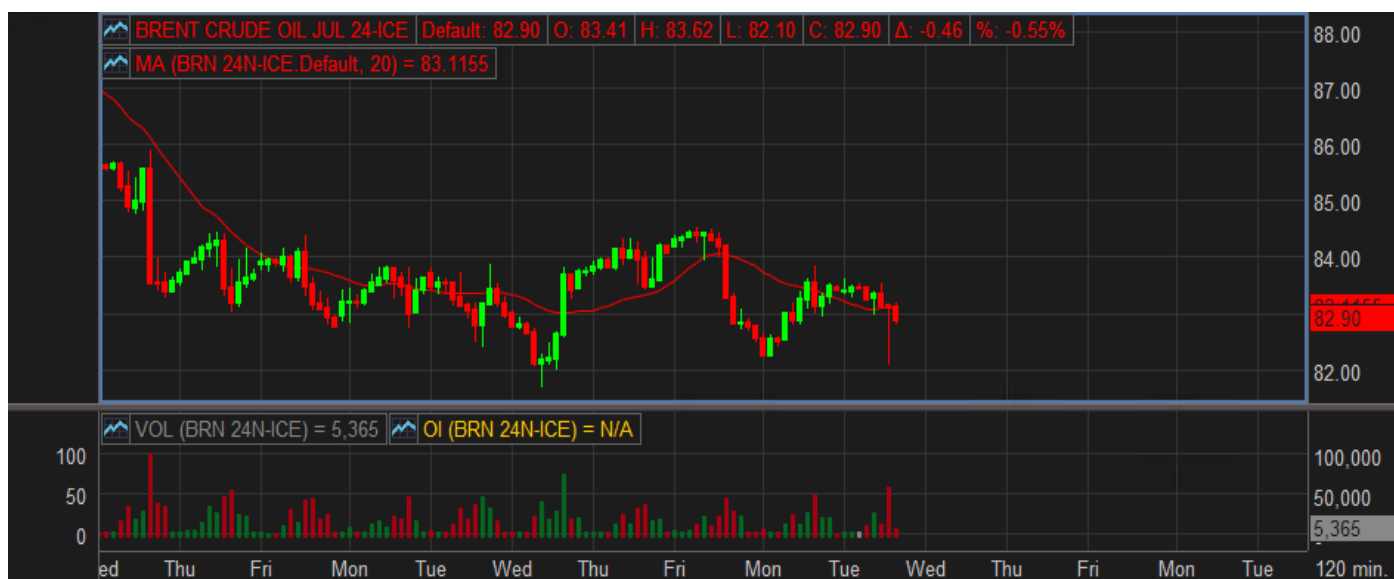 BRENT CRUDE OIL JUL 24-ICE Default: 82.90 O: 83.41 H: 83.62 L: 82.10 C: 82.90 Δ: -0.46 %: -0.55%
MA (BRN 24N-ICE.Default, 20) = 83.1155
88.00
87.00
86.00
85.00
84.00
83.1155
82.90
82.00
VOL (BRN 24N-ICE) = 5,365 OI (BRN 24N-ICE) = N/A
100 100,000
50 50,000
0 5,365
ed Thu Fri Mon Tue Wed Thu Fri Mon Tue Wed Thu Fri Mon Tue 120 min.